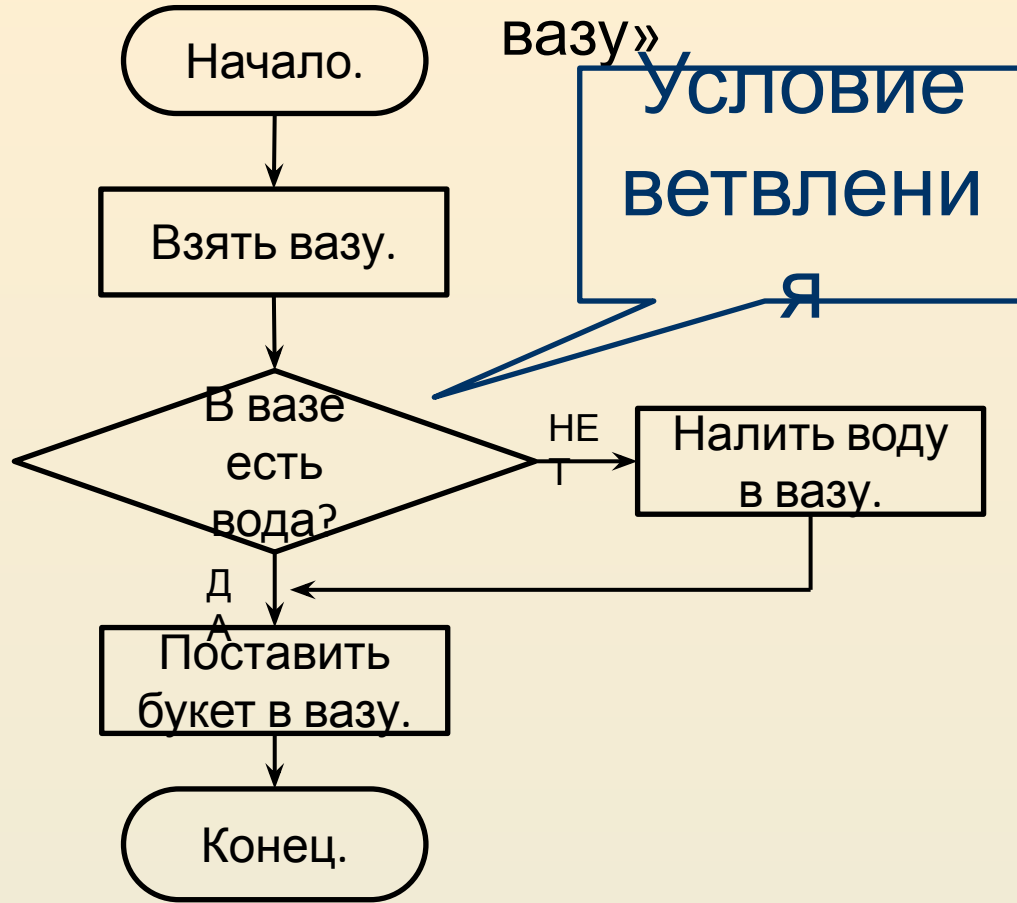 вазу»
Начало.
Условие
ветвлени
я
Взять вазу.
В вазе
есть
вода?
НЕ
Т
Налить воду
в вазу.
Д
А
Поставить
букет в вазу.
Конец.